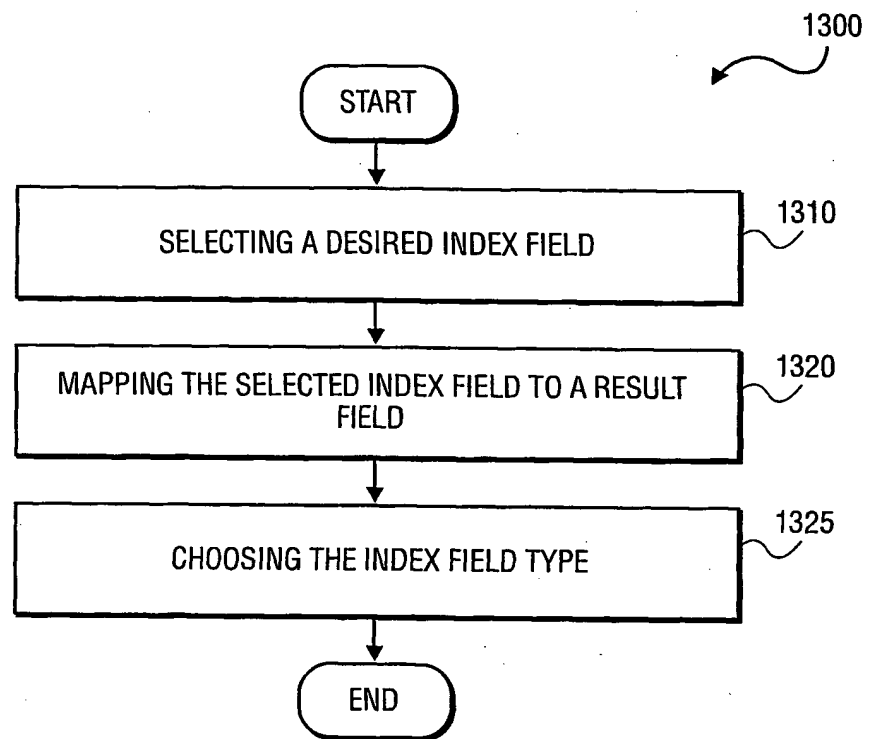 1300
START
SELECTING A DESIRED INDEX FIELD
1310
MAPPING THE SELECTED INDEX FIELD TO A RESULT
FIELD
1320
CHOOSING THE INDEX FIELD TYPE
1325
END